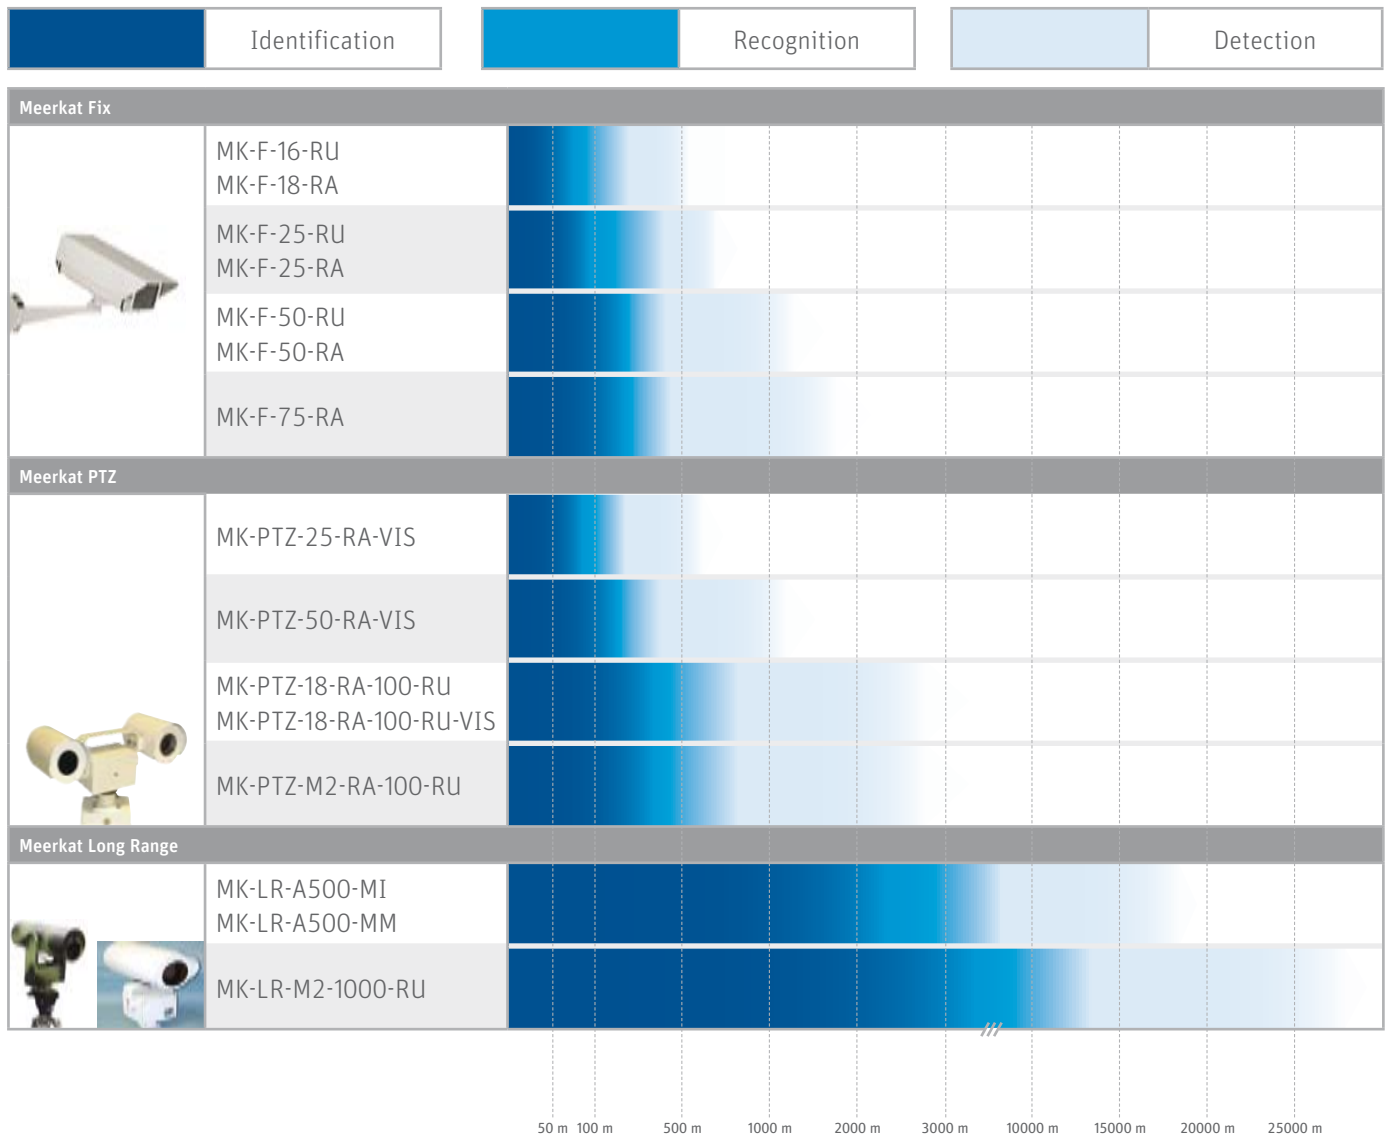 Identification
Recognition
Detection
Meerkat Fix
MK-F-16-RU
MK-F-18-RA
MK-F-25-RU
MK-F-25-RA
MK-F-50-RU
MK-F-50-RA
MK-F-75-RA
Meerkat PTZ
MK-PTZ-25-RA-VIS
MK-PTZ-50-RA-VIS
MK-PTZ-18-RA-100-RU
MK-PTZ-18-RA-100-RU-VIS
MK-PTZ-M2-RA-100-RU
Meerkat Long Range
MK-LR-A500-MI
MK-LR-A500-MM
MK-LR-M2-1000-RU
50 m 100 m 500 m 1000 m 2000 m 3000 m 10000 m 15000 m 20000 m 25000 m